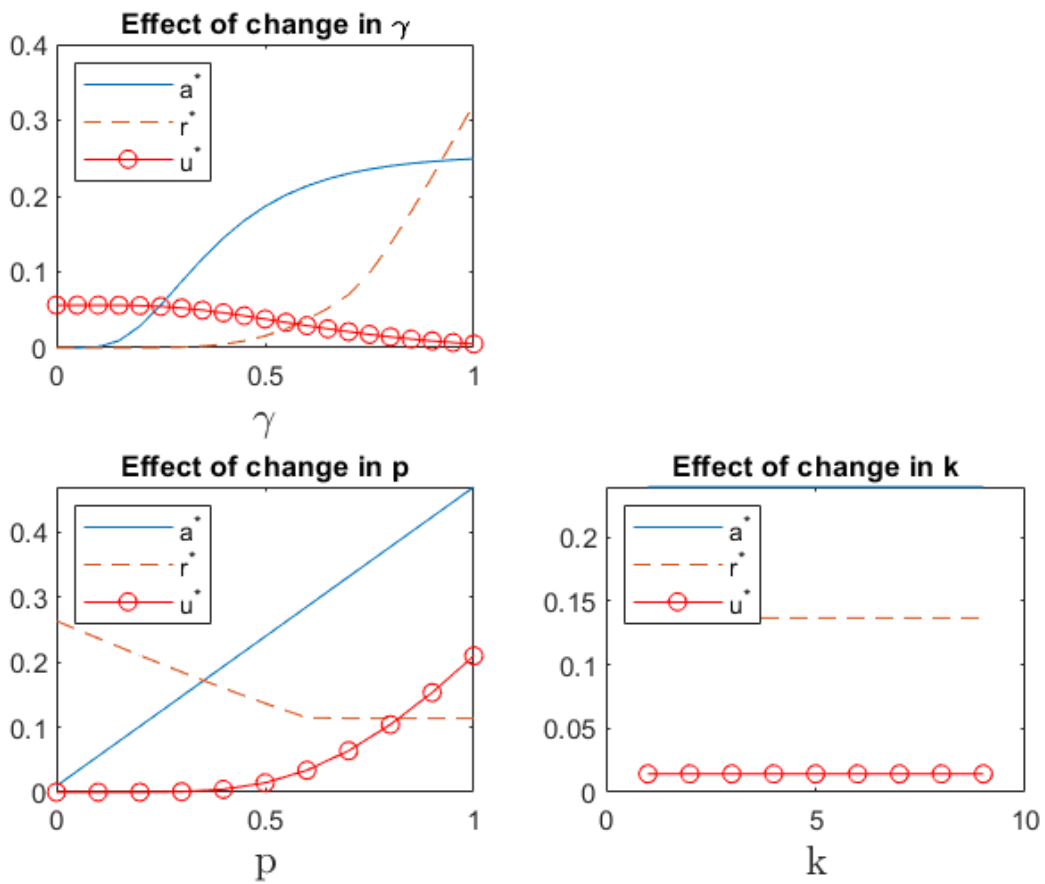 Effect of change in γ
0.4
0.3
0.2
0.1
0
a*
r*
u*
0
0.5
1
γ
Effect of change in p
0.4
0.3
0.2
0.1
0
a*
r*
u*
0
0.5
1
p
Effect of change in k
0.2
0.15
0.1
0.05
0
a*
r*
u*
0
5
10
k